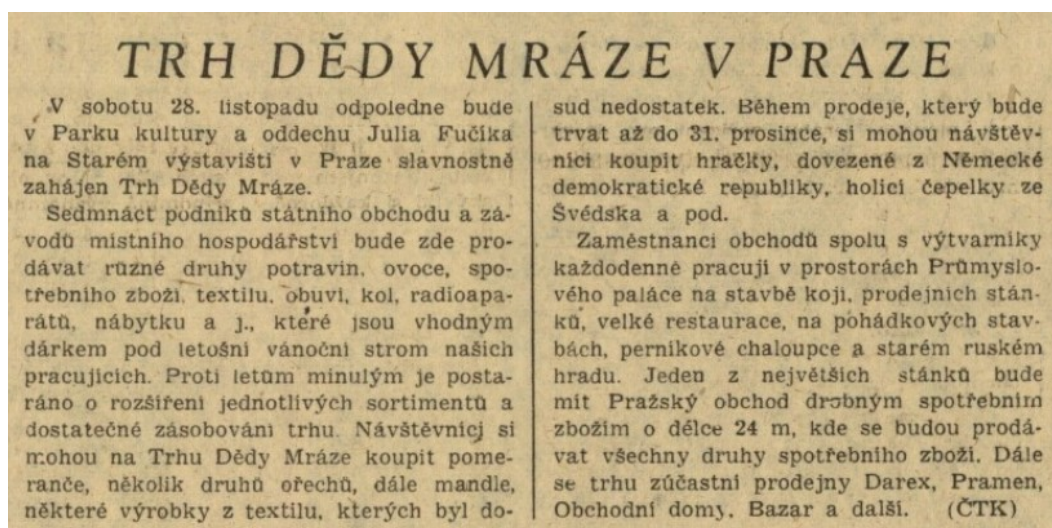 TRH DĚDY MRÁZE V PRAZE
V sobotu 28. listopadu odpoledne bude
v Parku kultury a oddechu Julia Fučíka
na Starém výstavišti v Praze slavnostně
zahájen Trh Dědy Mráze.
Sedmnáct podniků státního obchodu a zá-
vodů místního hospodářství bude zde pro-
dávat různé druhy potravin, ovoce, spo-
třebního zboží, textilu, obuvi, kol, radioapa-
rátů, nábytku a j., které jsou vhodným
dárkem pod letošní vánoční strom našich
pracujících. Proti letům minulým je posta-
ráno o rozšíření jednotlivých sortimentů a
dostatečné zásobování trhu. Návštěvníci si
mohou na Trhu Dědy Mráze koupit pome-
ranče, několik druhů ořechů, dále mandle,
některé výrobky z textilu, kterých byl do-
sud nedostatek. Během prodeje, který bude
trvat až do 31. prosince, si mohou návštěv-
níci koupit hračky, dovezené z Německé
demokratické republiky, holicí čepelky ze
Švédska a pod.
Zaměstnanci obchodů spolu s výtvarníky
každodenně pracují v prostorách Průmyslo-
vého paláce na stavbě kojí, prodejních stán-
ků, velké restaurace, na pohádkových stav-
bách, perníkové chaloupce a starém ruském
hradu. Jeden z největších stánků bude
mít Pražský obchod drobným spotřebním
zbožím o délce 24 m, kde se budou prodá-
vat všechny druhy spotřebního zboží. Dále
se trhu zúčastní prodejny Darex, Pramen,
Obchodní domy, Bazar a další. (ČTK)